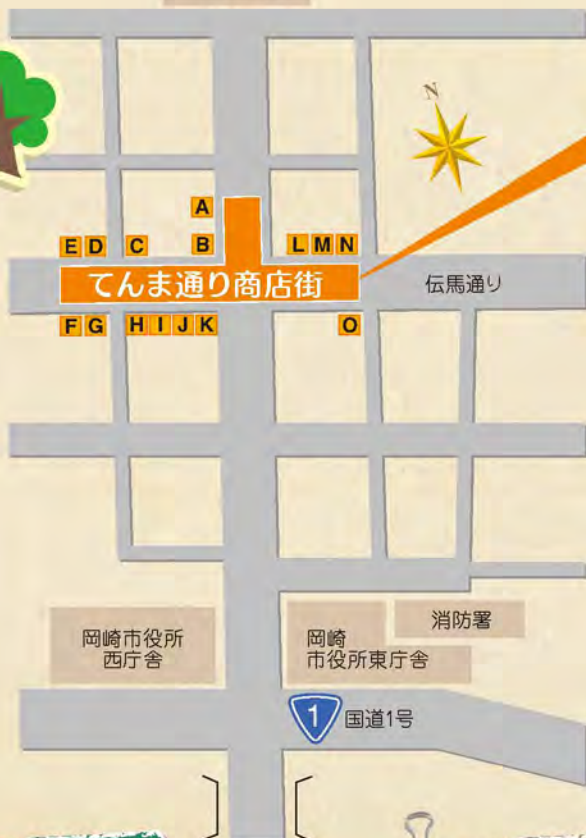 N
A
E D C B L M N
てんま通り商店街
伝馬通り
F G H I J K O
岡崎市役所
西庁舎
岡崎
市役所東庁舎
消防署
1 国道1号